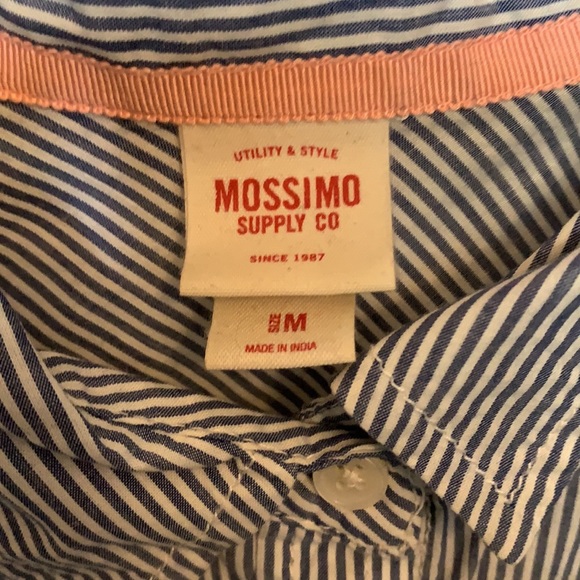 UTILITY & STYLE
MOSSIMO
SUPPLY CO
SINCE 1987
SIZE M
MADE IN INDIA